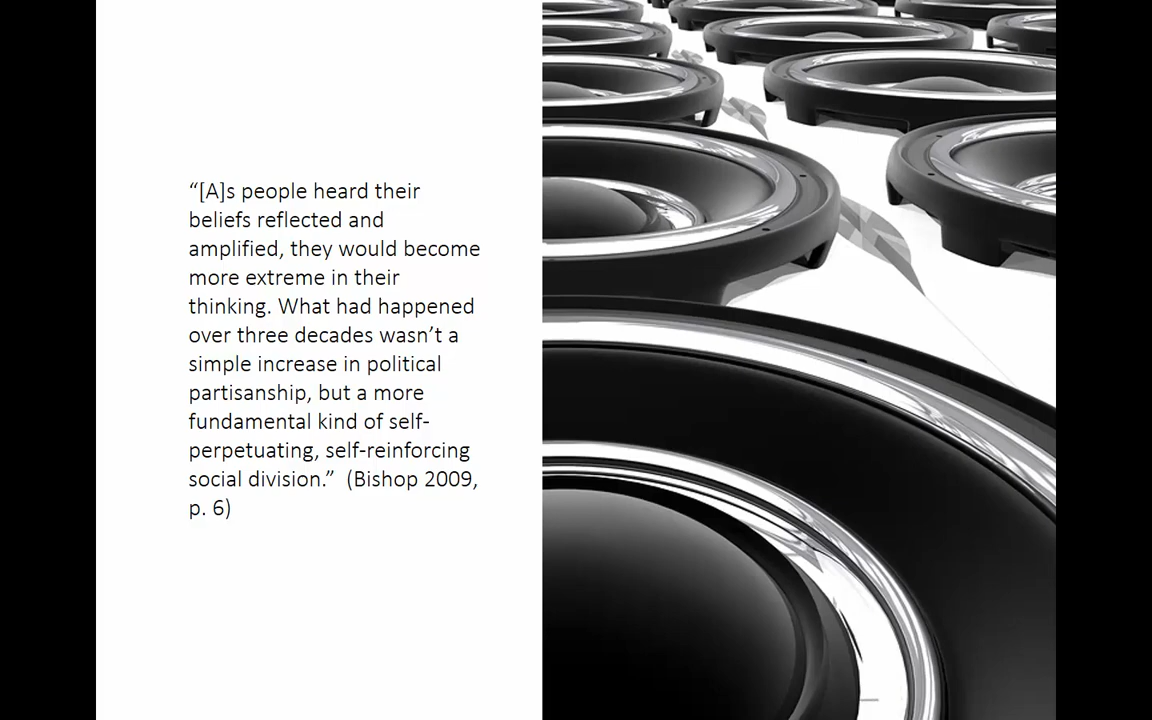 “[A]s people heard their
beliefs reflected and
amplified, they would become
more extreme in their
thinking. What had happened
over three decades wasn’t a
simple increase in political
partisanship, but a more
fundamental kind of self-
perpetuating, self-reinforcing
social division.”  (Bishop 2009,
p. 6)